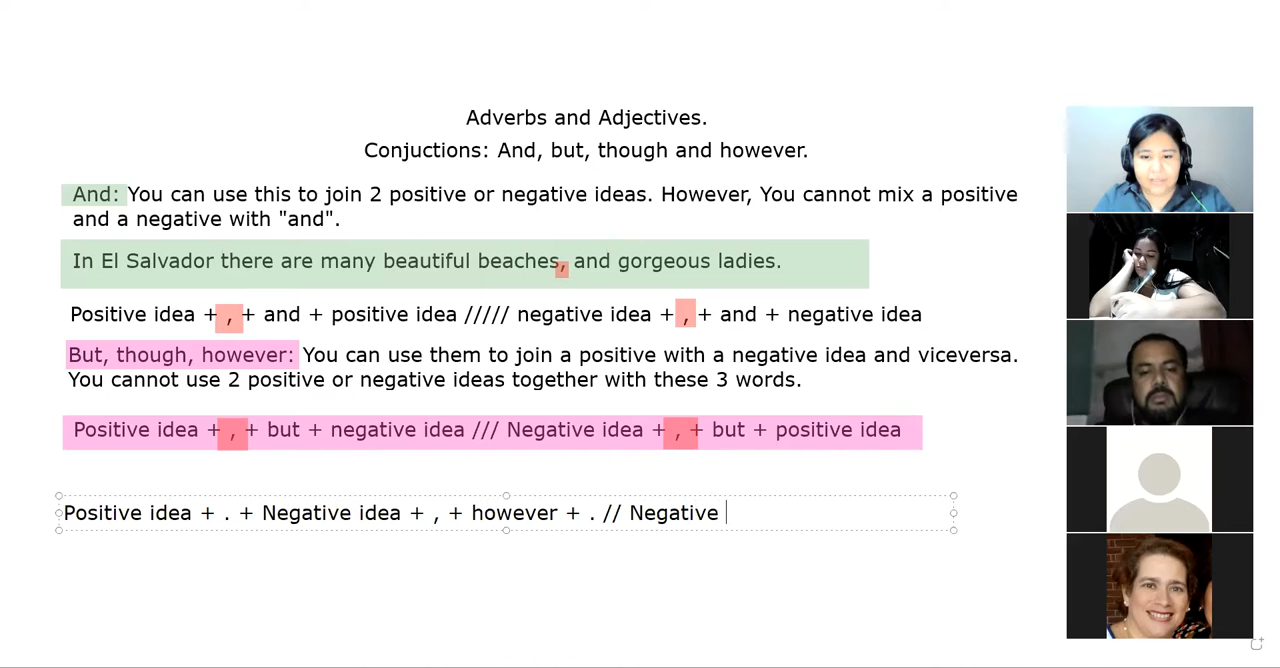 Adverbs and Adjectives.
Conjuctions: And, but, though and however.
And: You can use this to join 2 positive or negative ideas. However, You cannot mix a positive
and a negative with "and".
In El Salvador there are many beautiful beaches, and gorgeous ladies.
Positive idea + , + and + positive idea ///// negative idea + , + and + negative idea
But, though, however: You can use them to join a positive with a negative idea and viceversa.
You cannot use 2 positive or negative ideas together with these 3 words.
Positive idea + , + but + negative idea /// Negative idea + , + but + positive idea
Positive idea + . + Negative idea + , + however + . // Negative